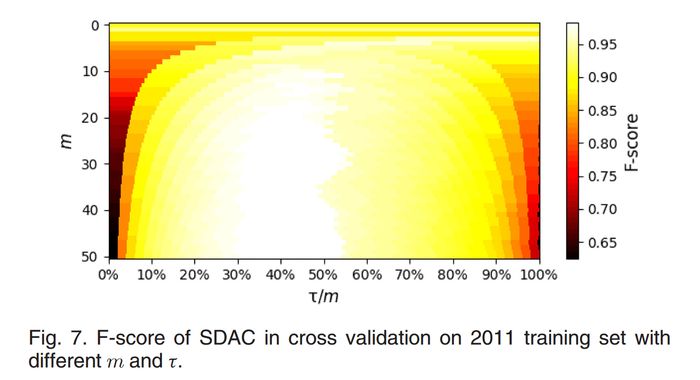 0
10
20
30
40
50
m
0% 10% 20% 30% 40% 50% 60% 70% 80% 90% 100%
τ/m
0.95
0.90
0.85
0.80
0.75
0.70
0.65
F-score
Fig. 7. F-score of SDAC in cross validation on 2011 training set with
different m and τ.